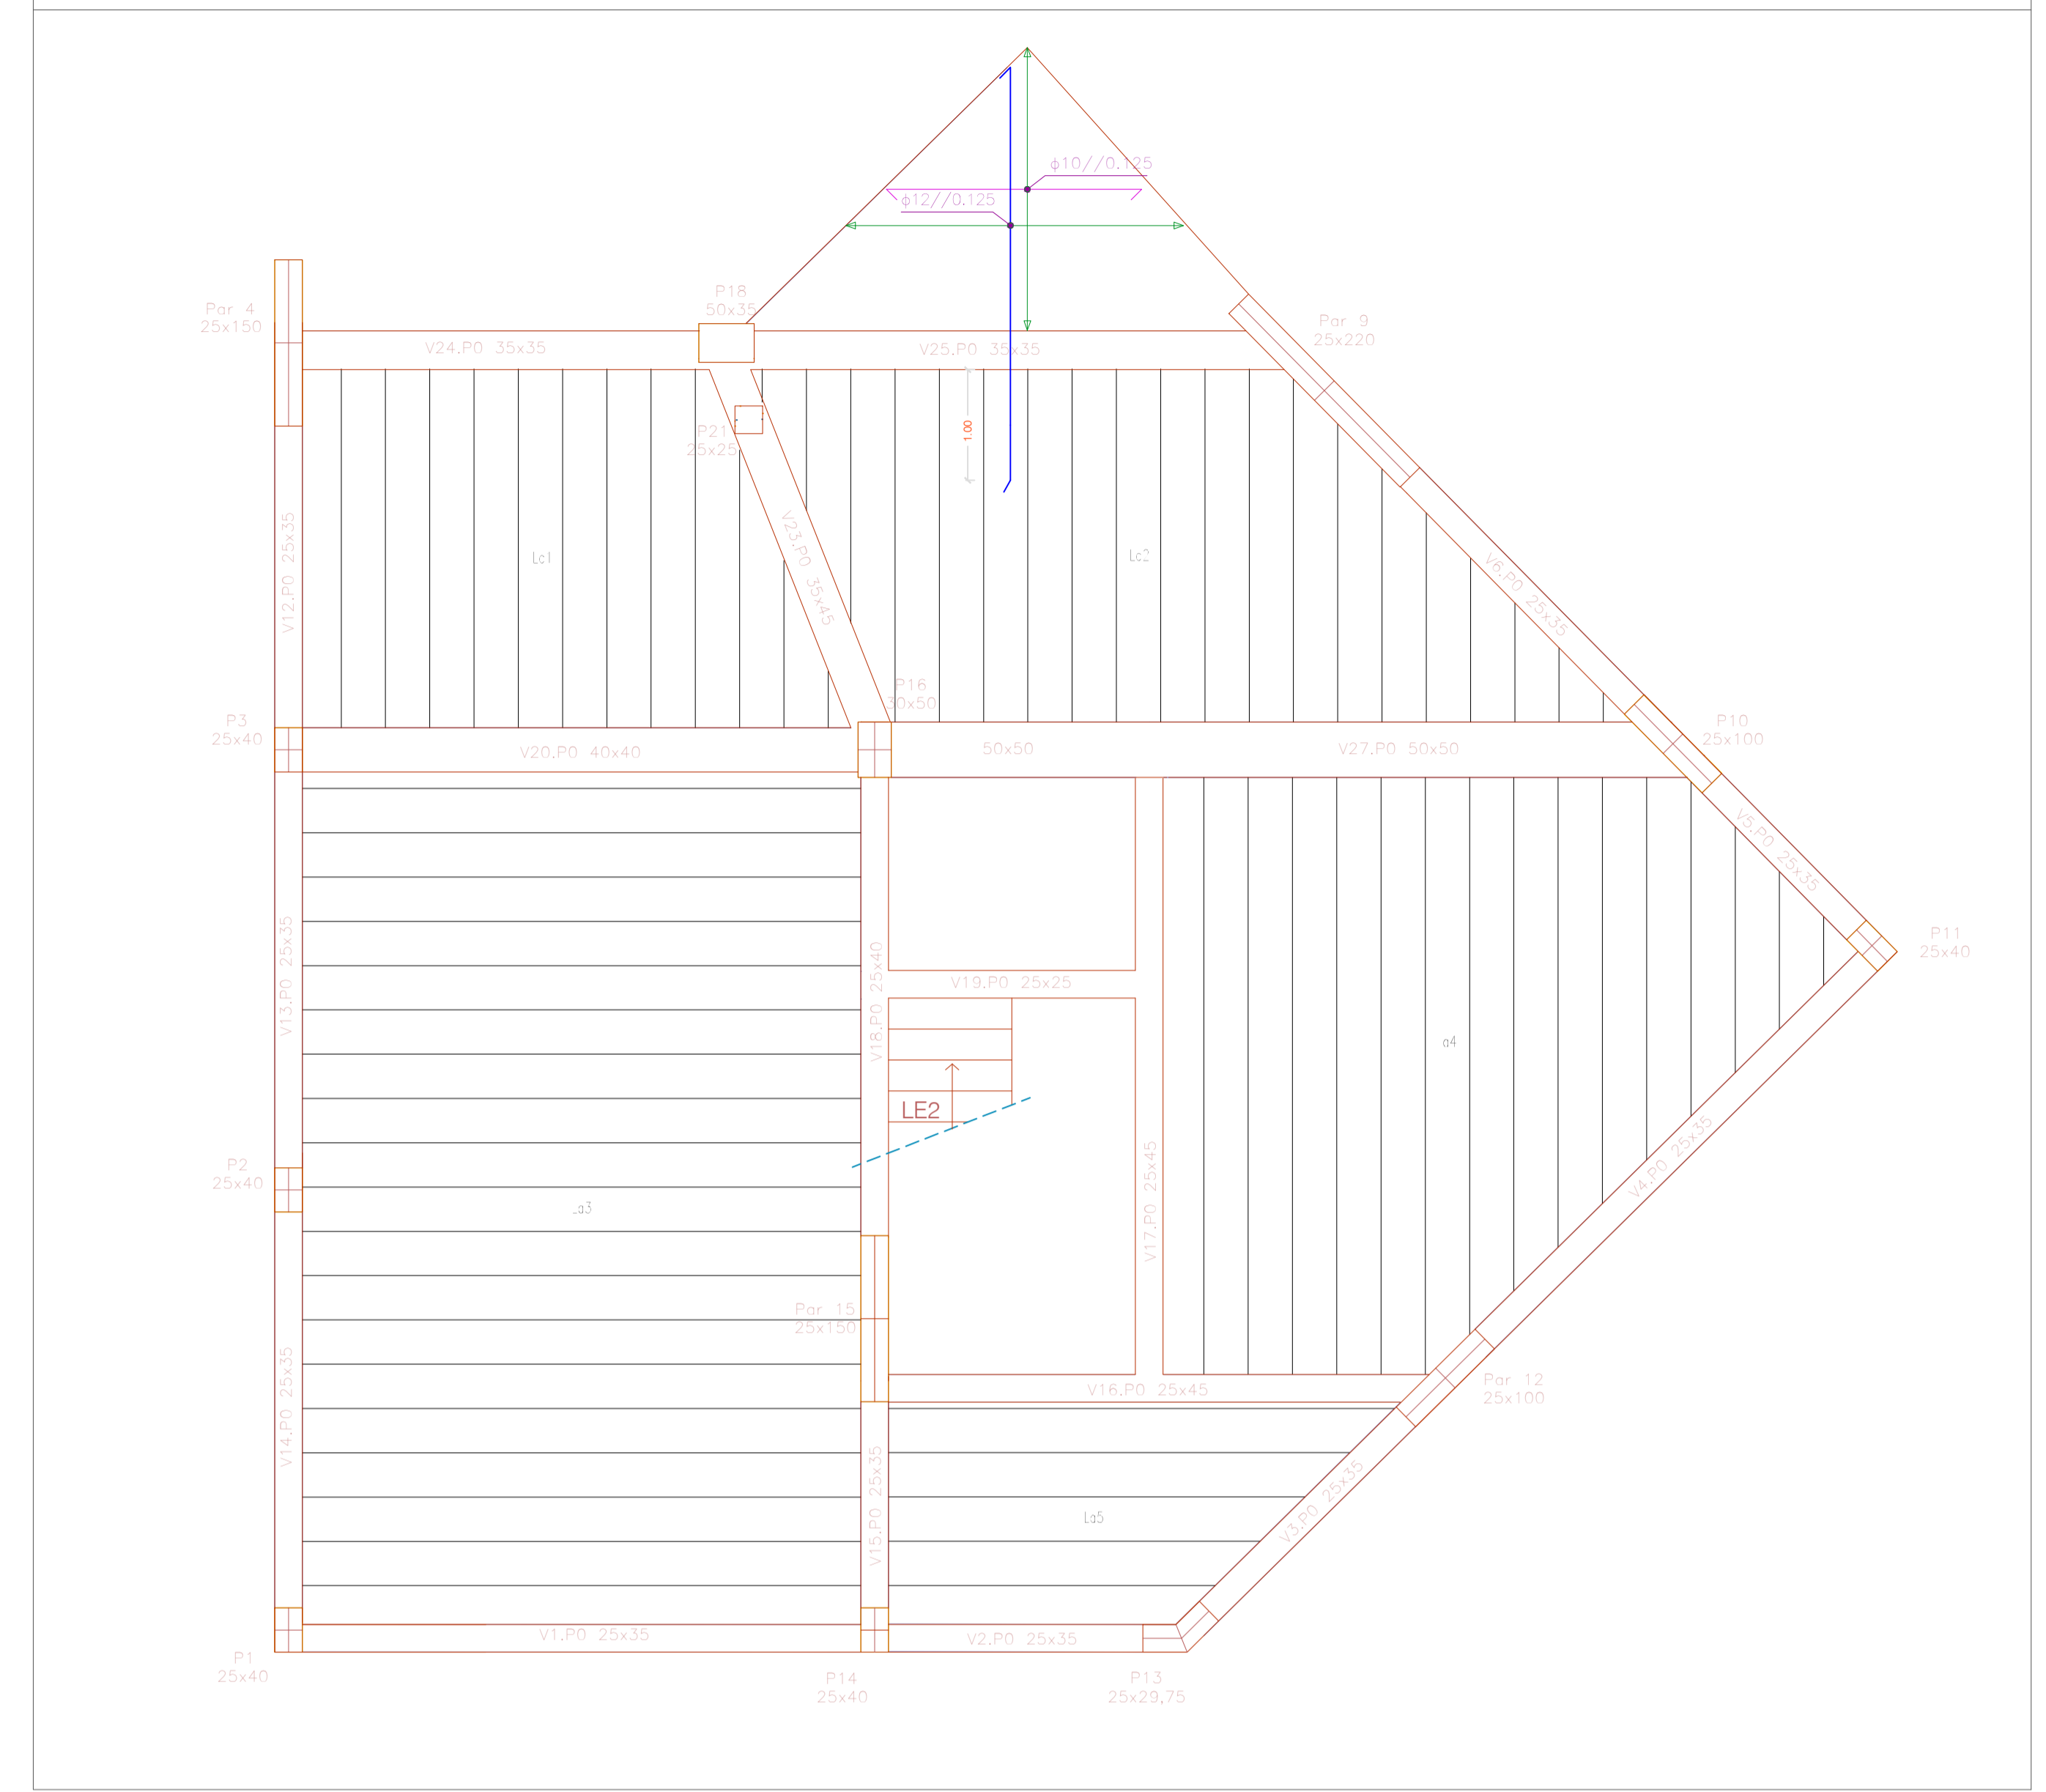 ϕ10//0.125
ϕ12//0.125
P18
50x35
Par 4
25x150
Par 9
25x220
V24.P0 35x35
V25.P0 35x35
P21
25x25
1.00
V12.P0 25x35
V23.P0 35x45
La1
La2
V6.P0 25x35
P16
30x50
P3
25x40
P10
25x100
V20.P0 40x40
50x50
V27.P0 50x50
V5.P0 25x35
P11
25x40
V13.P0 25x35
V18.P0 25x40
V19.P0 25x25
a4
LE2
V4.P0 25x35
P2
25x40
V17.P0 25x45
a3
Par 15
25x150
V14.P0 25x35
V16.P0 25x45
Par 12
25x100
V15.P0 25x35
V3.P0 25x35
La5
V1.P0 25x35
V2.P0 25x35
P1
25x40
P14
25x40
P13
25x29,75